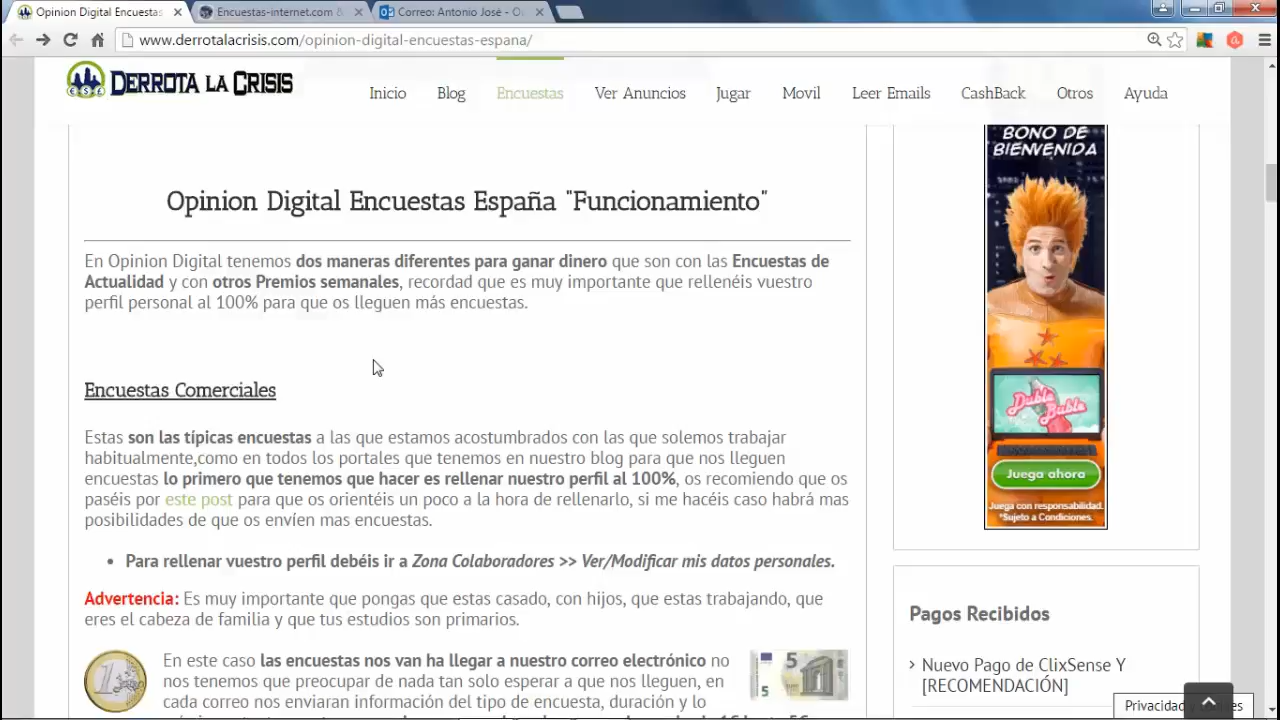 Opinion Digital Encuestas
Encuestas-internet.com &
Correo: Antonio José - O
www.derrotalacrisis.com/opinion-digital-encuestas-espana/
DERROTA LA CRISIS
Inicio
Blog
Encuestas
Ver Anuncios
Jugar
Movil
Leer Emails
CashBack
Otros
Ayuda
Opinion Digital Encuestas España "Funcionamiento"
En Opinion Digital tenemos dos maneras diferentes para ganar dinero que son con las Encuestas de
Actualidad y con otros Premios semanales, recordad que es muy importante que rellenéis vuestro
perfil personal al 100% para que os lleguen más encuestas.
Encuestas Comerciales
Estas son las típicas encuestas a las que estamos acostumbrados con las que solemos trabajar
habitualmente,como en todos los portales que tenemos en nuestro blog para que nos lleguen
encuestas lo primero que tenemos que hacer es rellenar nuestro perfil al 100%, os recomiendo que os
paséis por este post para que os orientéis un poco a la hora de rellenarlo, si me hacéis caso habrá mas
posibilidades de que os envíen mas encuestas.
• Para rellenar vuestro perfil debéis ir a Zona Colaboradores >> Ver/Modificar mis datos personales.
Advertencia: Es muy importante que pongas que estas casado, con hijos, que estas trabajando, que
eres el cabeza de familia y que tus estudios son primarios.
En este caso las encuestas nos van ha llegar a nuestro correo electrónico no
nos tenemos que preocupar de nada tan solo esperar a que nos lleguen, en
cada correo nos enviaran información del tipo de encuesta, duración y lo
1
5
5
BONO DE
BIENVENIDA
Duble
Buble
Juega ahora
Juega con responsabilidad.
*Sujeto a Condiciones.
Pagos Recibidos
› Nuevo Pago de ClixSense Y
[RECOMENDACIÓN]